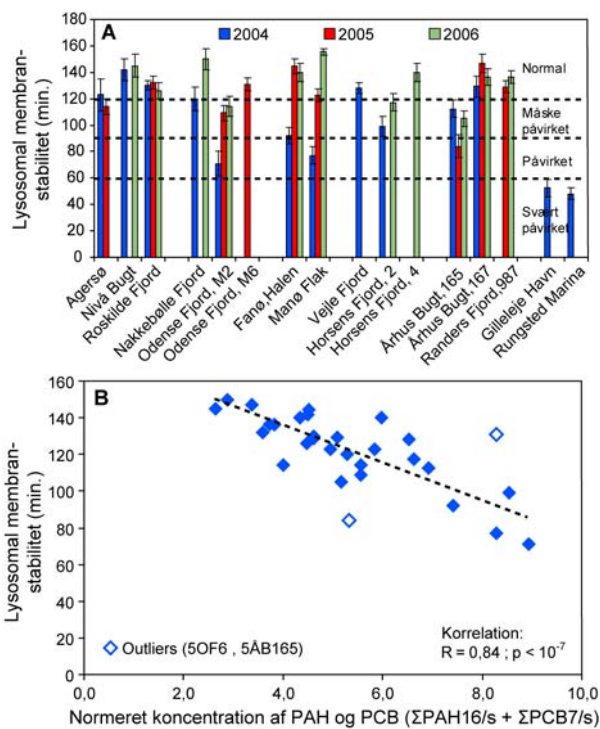 A
2004 2005 2006
Lysosomal membran-
stabilitet (min.)
180
160
140
120
100
80
60
40
20
0
Normal
Måske
påvirket
Påvirket
Svært
påvirket
Agersø
Nivå Bugt
Roskilde Fjord
Nakkebølle Fjord
Odense Fjord, M2
Odense Fjord, M6
Fanø,Halen
Manø Flak
Vejle Fjord
Horsens Fjord, 2
Horsens Fjord, 4
Århus Bugt,165
Århus Bugt,167
Randers Fjord,987
Gilleleje Havn
Rungsted Marina
B
Lysosomal membran-
stabilitet (min.)
160
140
120
100
80
60
40
20
0
Outliers (5OF6 , 5ÅB165)
Korrelation:
R = 0,84 ; p < 10⁻⁷
0,0 2,0 4,0 6,0 8,0 10,0
Normeret koncentration af PAH og PCB (ΣPAH16/s + ΣPCB7/s)